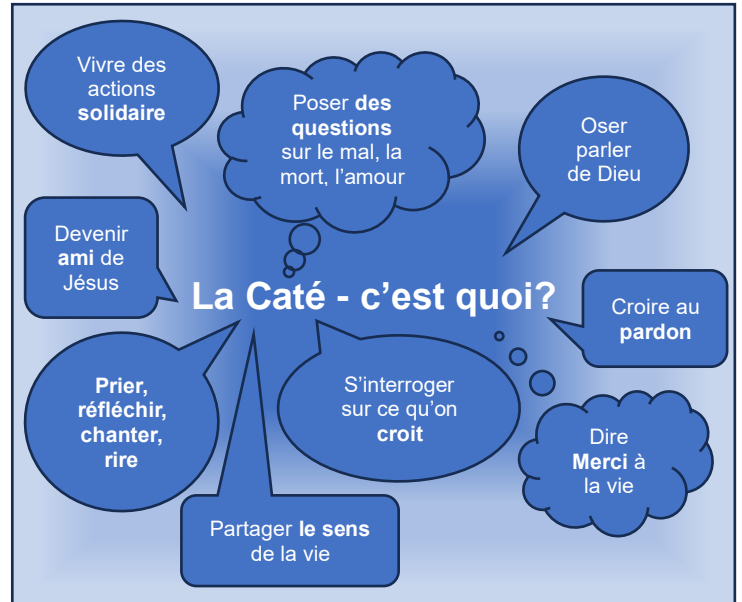 Vivre des
actions
solidaire
Poser des
questions
sur le mal, la
mort, l'amour
Oser
parler
de Dieu
Devenir
ami de
Jésus
La Caté - c'est quoi?
Croire au
pardon
Prier,
réfléchir,
chanter,
rire
S'interroger
sur ce qu'on
croit
Dire
Merci à
la vie
Partager le sens
de la vie